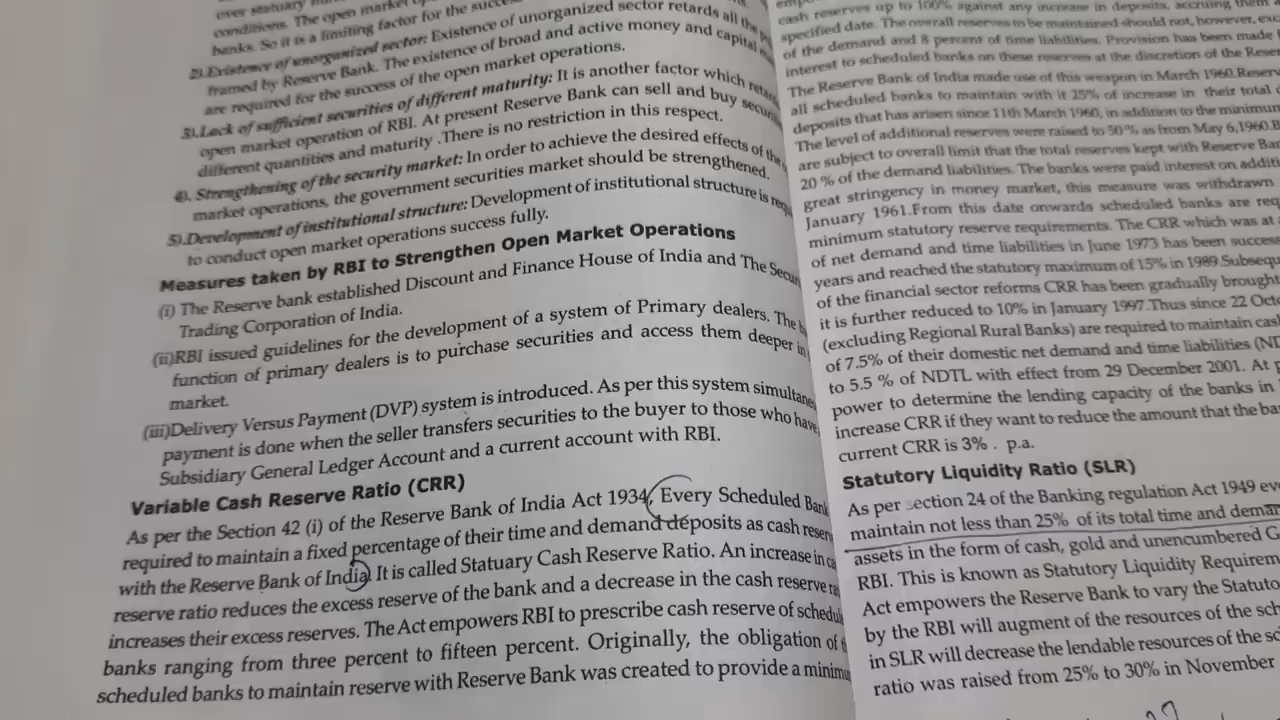 over statuary
conditions. The open market
banks. So it is a limiting factor for the
2).Existence of unorganized sector: Existence of unorganized sector retards all the
framed by Reserve Bank. The existence of broad and active money and capital
are required for the success of the open market operations.
3).Lack of sufficient securities of different maturity: It is another factor which
open market operation of RBI. At present Reserve Bank can sell and buy
different quantities and maturity .There is no restriction in this respect.
4). Strengthening of the security market: In order to achieve the desired effects of the
market operations, the government securities market should be strengthened.
5).Development of institutional structure: Development of institutional structure is
to conduct open market operations success fully.
Measures taken by RBI to Strengthen Open Market Operations
(i) The Reserve bank established Discount and Finance House of India and The
Trading Corporation of India.
(ii)RBI issued guidelines for the development of a system of Primary dealers. The
function of primary dealers is to purchase securities and access them deeper in
market.
(iii)Delivery Versus Payment (DVP) system is introduced. As per this system
payment is done when the seller transfers securities to the buyer to those who have
Subsidiary General Ledger Account and a current account with RBI.
Variable Cash Reserve Ratio (CRR)
As per the Section 42 (i) of the Reserve Bank of India Act 1934, Every Scheduled Bank
required to maintain a fixed percentage of their time and demand deposits as cash
with the Reserve Bank of India. It is called Statuary Cash Reserve Ratio. An increase in
reserve ratio reduces the excess reserve of the bank and a decrease in the cash reserve
increases their excess reserves. The Act empowers RBI to prescribe cash reserve of
banks ranging from three percent to fifteen percent. Originally, the obligation of
scheduled banks to maintain reserve with Reserve Bank was created to provide a
cash reserves up to 100% against any increase in deposits, accruing them
specified date. The overall reserves to be maintained should not, however,
of the demand and 8 percent of time liabilities. Provision has been made
interest to scheduled banks on these reserves at the discretion of the
The Reserve Bank of India made use of this weapon in March 1960.
all scheduled banks to maintain with it 25% of increase in their total
deposits that has arisen since 11th March 1960, in addition to the minimum
The level of additional reserves were raised to 50 % as from May 6,1960.
are subject to overall limit that the total reserves kept with Reserve
20 % of the demand liabilities. The banks were paid interest on
great stringency in money market, this measure was withdrawn
January 1961.From this date onwards scheduled banks are
minimum statutory reserve requirements. The CRR which was at
of net demand and time liabilities in June 1973 has been
years and reached the statutory maximum of 15% in 1989.
of the financial sector reforms CRR has been gradually brought
it is further reduced to 10% in January 1997.Thus since 22
(excluding Regional Rural Banks) are required to maintain
of 7.5% of their domestic net demand and time liabilities
to 5.5 % of NDTL with effect from 29 December 2001. At
power to determine the lending capacity of the banks in
increase CRR if they want to reduce the amount that the
current CRR is 3% . p.a.
Statutory Liquidity Ratio (SLR)
As per section 24 of the Banking regulation Act 1949
maintain not less than 25% of its total time and
assets in the form of cash, gold and unencumbered
RBI. This is known as Statutory Liquidity
Act empowers the Reserve Bank to vary the
by the RBI will augment of the resources of the
in SLR will decrease the lendable resources of the
ratio was raised from 25% to 30% in November